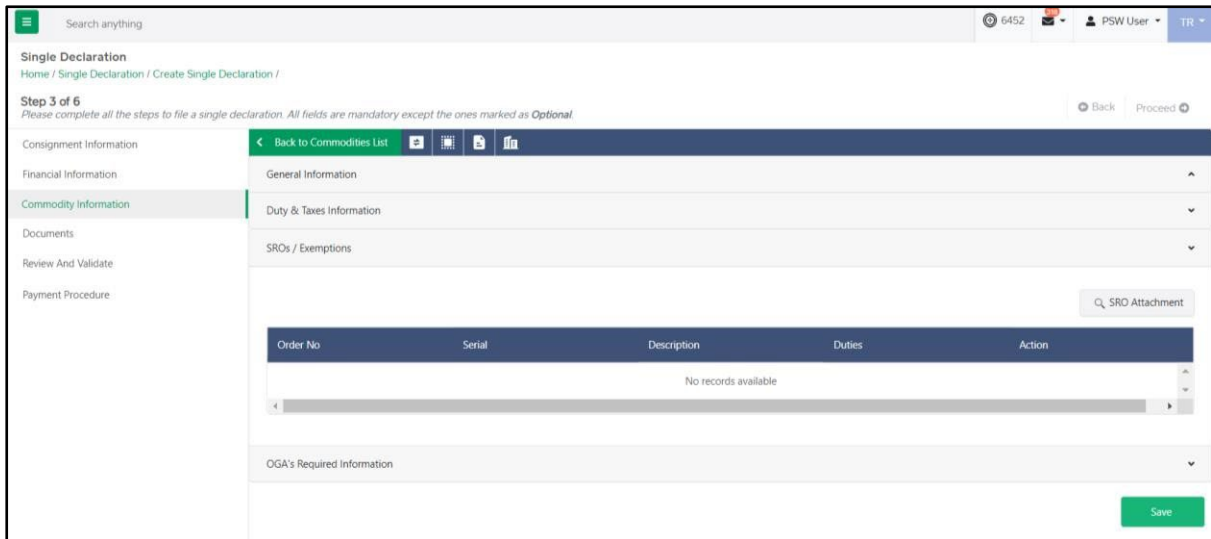 Search anything
6452
PSW User
TR
Single Declaration
Home / Single Declaration / Create Single Declaration /
Step 3 of 6
Please complete all the steps to file a single declaration. All fields are mandatory except the ones marked as Optional.
Back
Proceed
Consignment Information
Financial Information
Commodity Information
Documents
Review And Validate
Payment Procedure
Back to Commodities List
General Information
Duty & Taxes Information
SROs / Exemptions
SRO Attachment
Order No Serial Description Duties Action
No records available
OGA's Required Information
Save